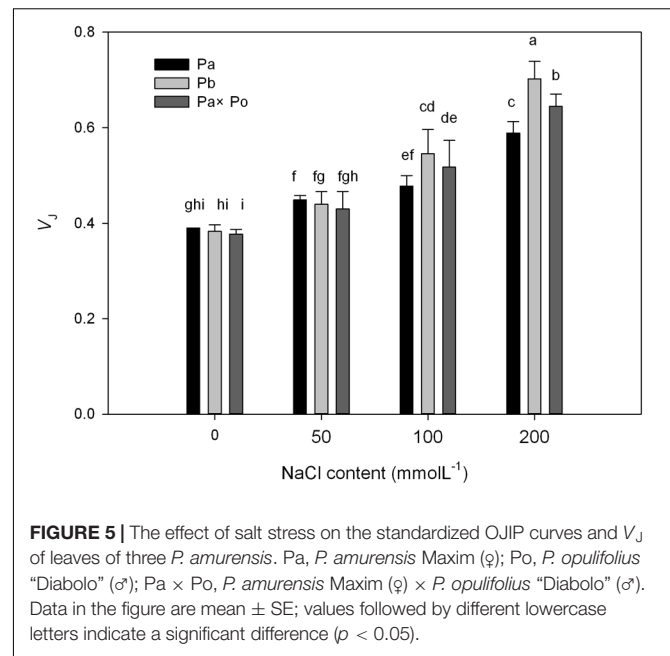 0.8
Pa
Pb
Pa× Po
a
b
c
cd
de
0.6
ef
f fg fgh
ghi hi i
0.4
V_J
0.2
0.0
0 50 100 200
NaCl content (mmolL⁻¹)
FIGURE 5 | The effect of salt stress on the standardized OJIP curves and V_J
of leaves of three P. amurensis. Pa, P. amurensis Maxim (♀); Po, P. opulifolius
“Diabolo” (♂); Pa × Po, P. amurensis Maxim (♀) × P. opulifolius “Diabolo” (♂).
Data in the figure are mean ± SE; values followed by different lowercase
letters indicate a significant difference (p < 0.05).